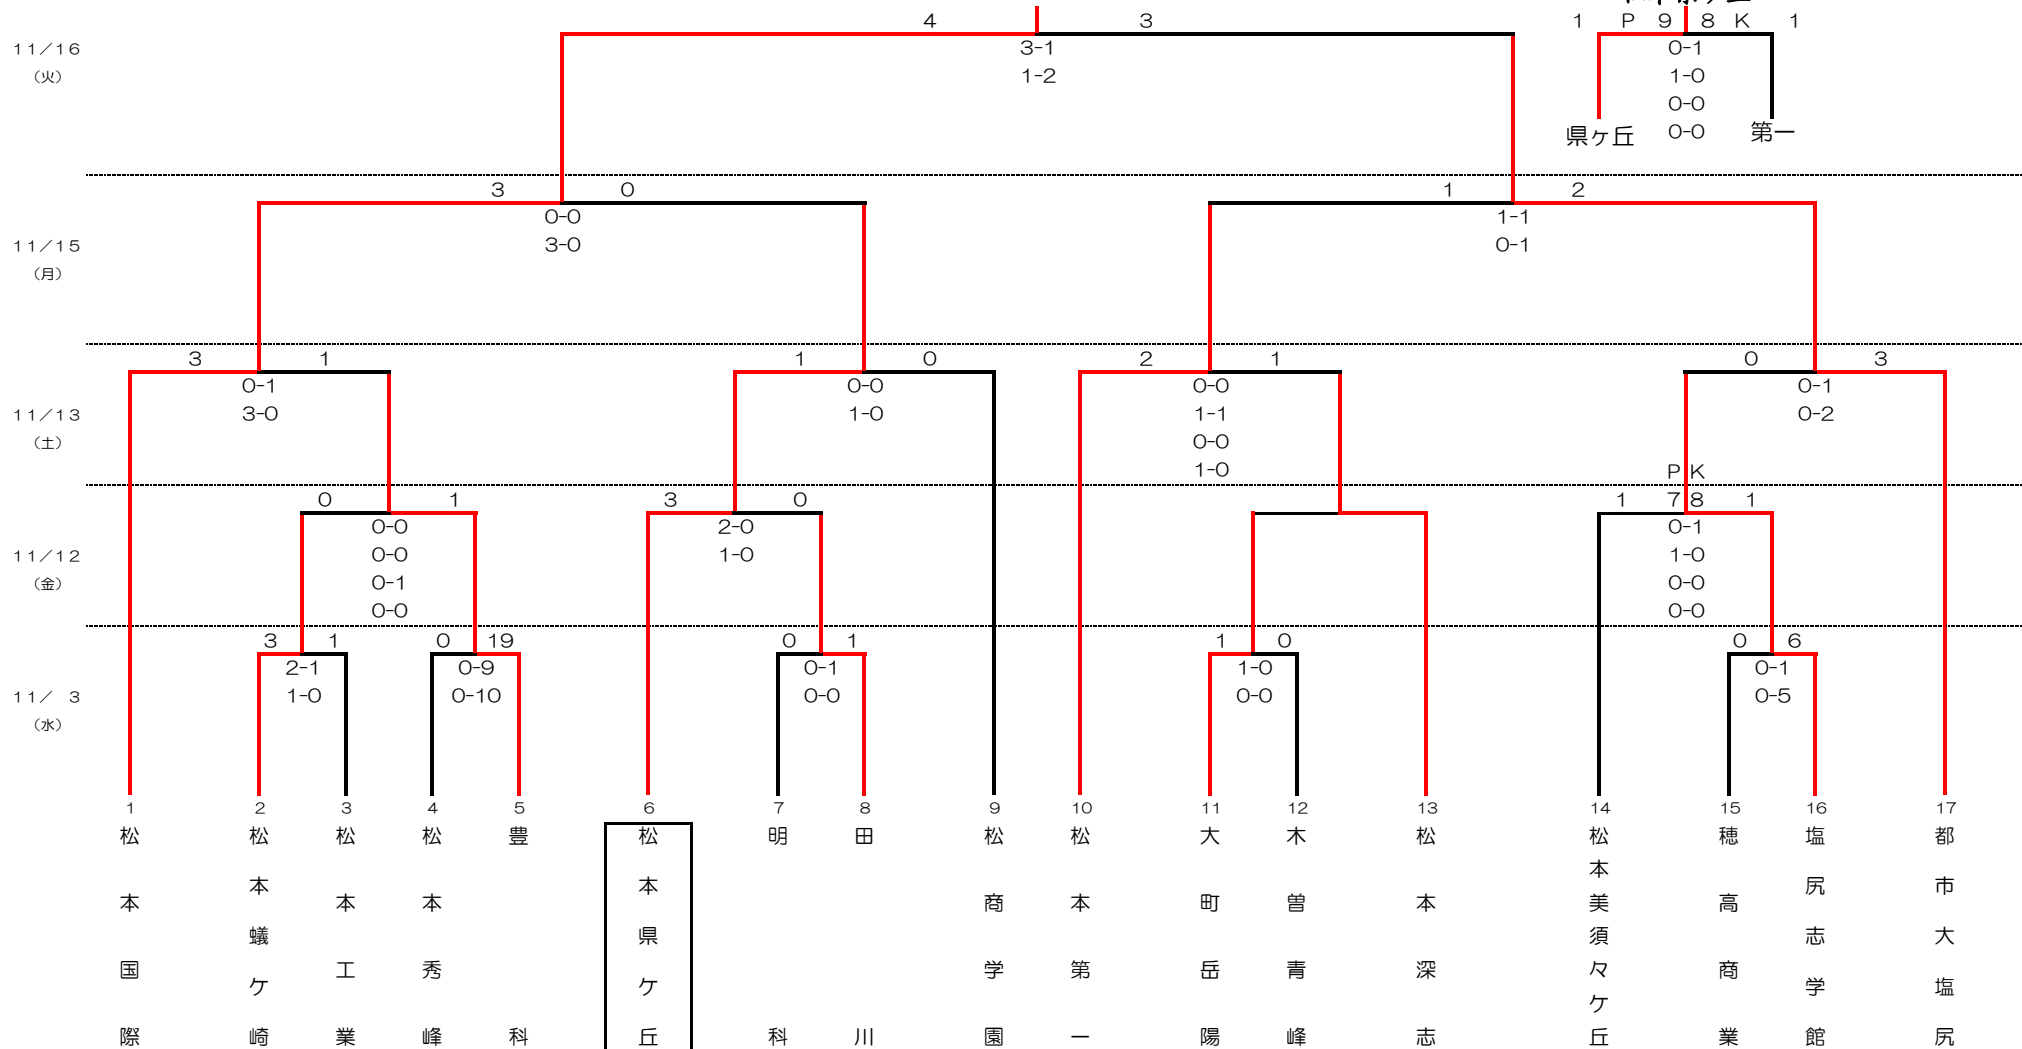 4 3 1 P 9 8 K 1
11/16 3-1 0-1
(火) 1-2 1-0
0-0
県ヶ丘 0-0 第一
3 0 1 2
0-0 1-1
11/15 3-0 0-1
(月)
3 1 1 0 2 1 0 3
0-1 0-0 0-0 0-1
11/13 3-0 1-0 1-1 0-2
(土) 0-0
1-0 PK
0 1 3 0 1 7 8 1
0-0 2-0 0-1
11/12 0-0 1-0 1-0
(金) 0-1 0-0
0-0 0-0
3 1 0 19 0 1 1 0 0 6
2-1 0-9 0-1 1-0 0-1
11/ 3 1-0 0-10 0-0 0-0 0-5
(水)
1 2 3 4 5 6 7 8 9 10 11 12 13 14 15 16 17
松本国際
松本蟻ケ崎
松本工業
松本秀峰
豊科
松本県ケ丘
明科
田川
松商学園
松本第一
大町岳陽
木曽青峰
松本深志
松本美須々ケ丘
穂高商業
塩尻志学館
都市大塩尻